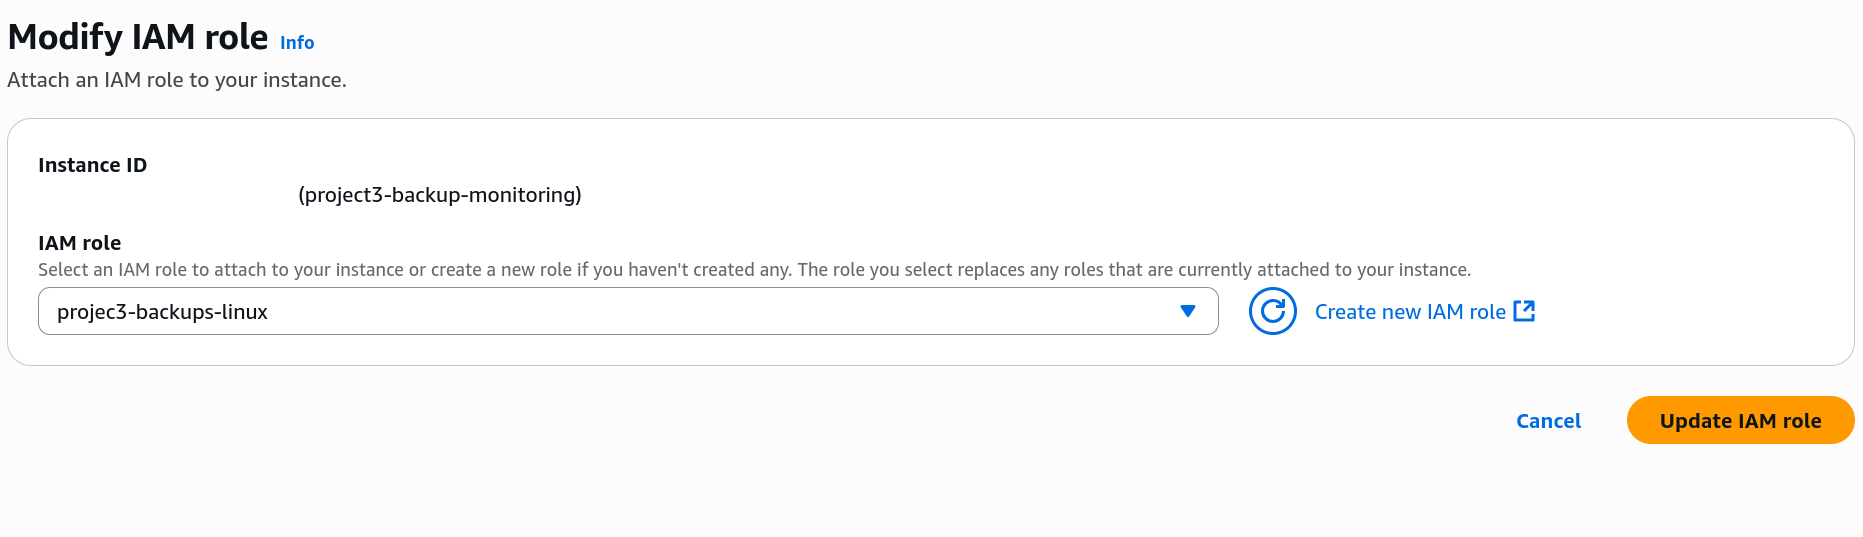 Modify IAM role Info
Attach an IAM role to your instance.
Instance ID
(project3-backup-monitoring)
IAM role
Select an IAM role to attach to your instance or create a new role if you haven't created any. The role you select replaces any roles that are currently attached to your instance.
projec3-backups-linux
Create new IAM role
Cancel
Update IAM role